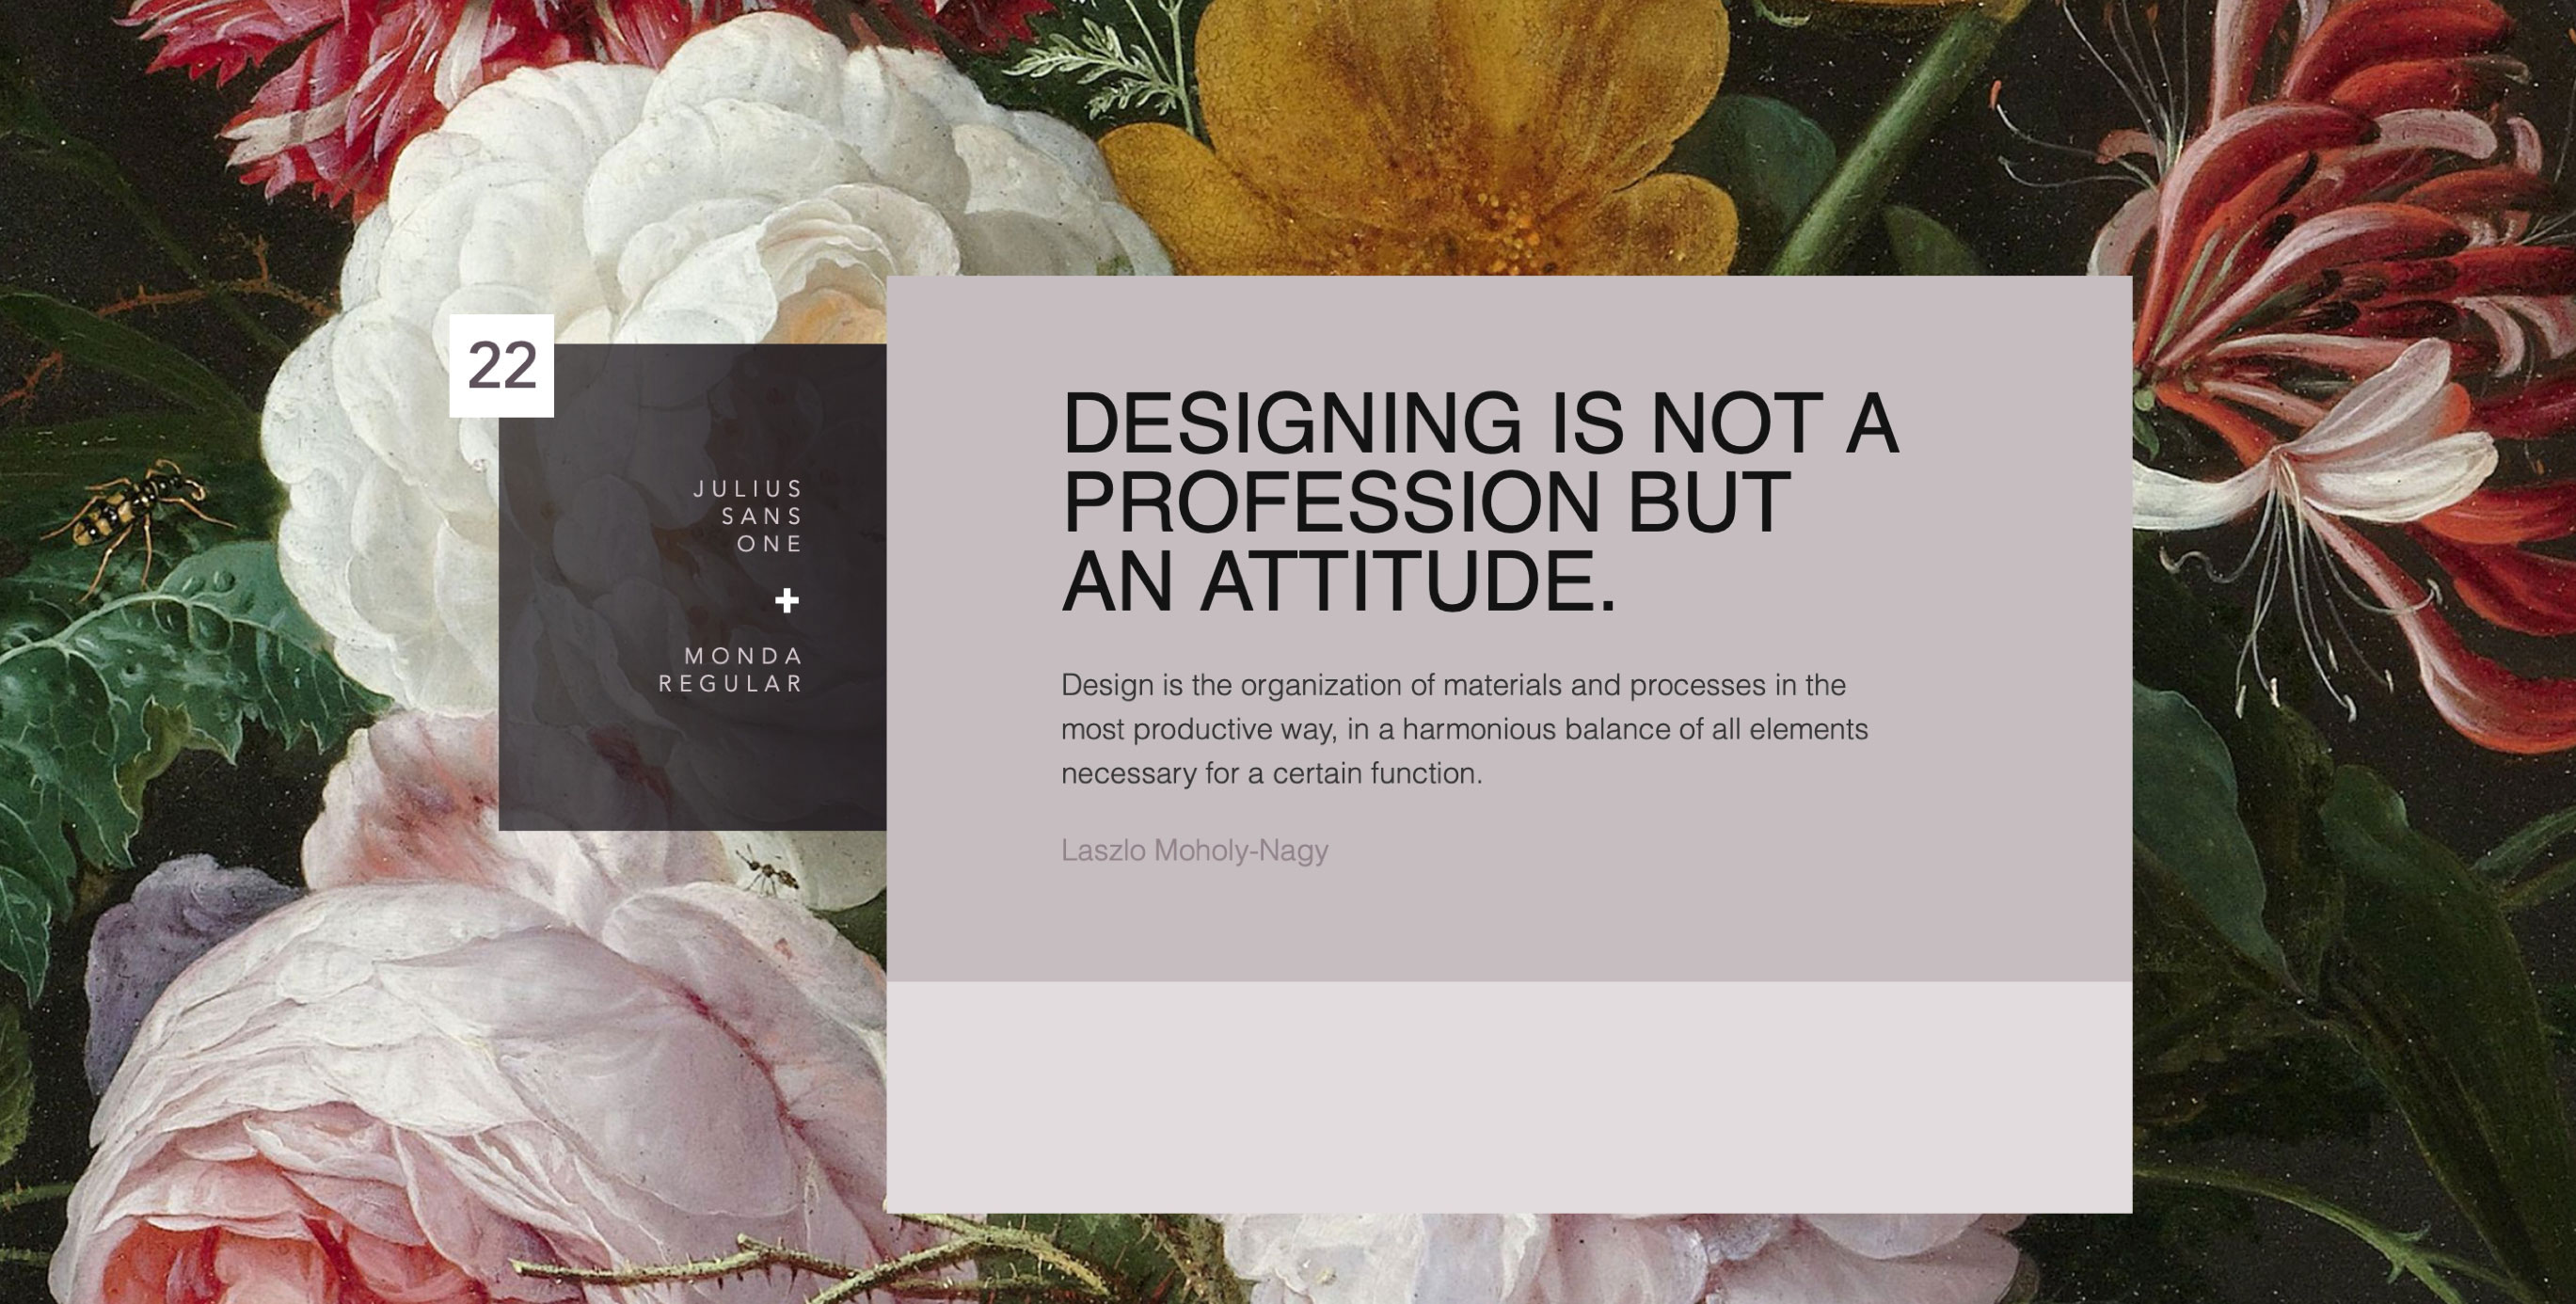 22
JULIUS
SANS
ONE
+
MONDA
REGULAR
DESIGNING IS NOT A
PROFESSION BUT
AN ATTITUDE.
Design is the organization of materials and processes in the
most productive way, in a harmonious balance of all elements
necessary for a certain function.
Laszlo Moholy-Nagy